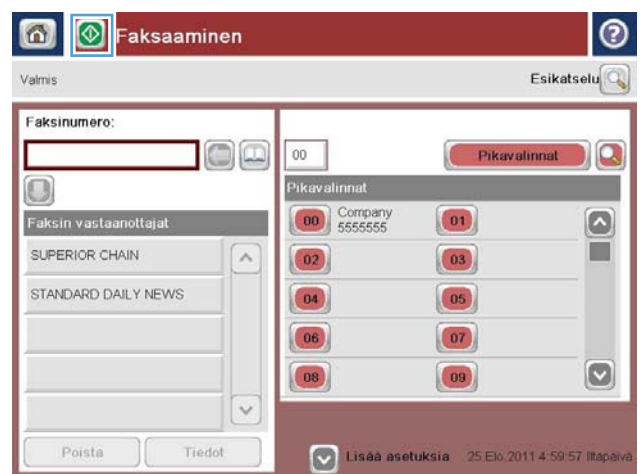 Faksaaminen
Valmis
Esikatselu
Faksinumero:
00
Pikavalinnat
Pikavalinnat
Faksin vastaanottajat
SUPERIOR CHAIN
STANDARD DAILY NEWS
00 Company 01
5555555
02 03
04 05
06 07
08 09
Poista Tiedot
Lisää asetuksia 25.Elo.2011 4:59:57 Iltapäivä